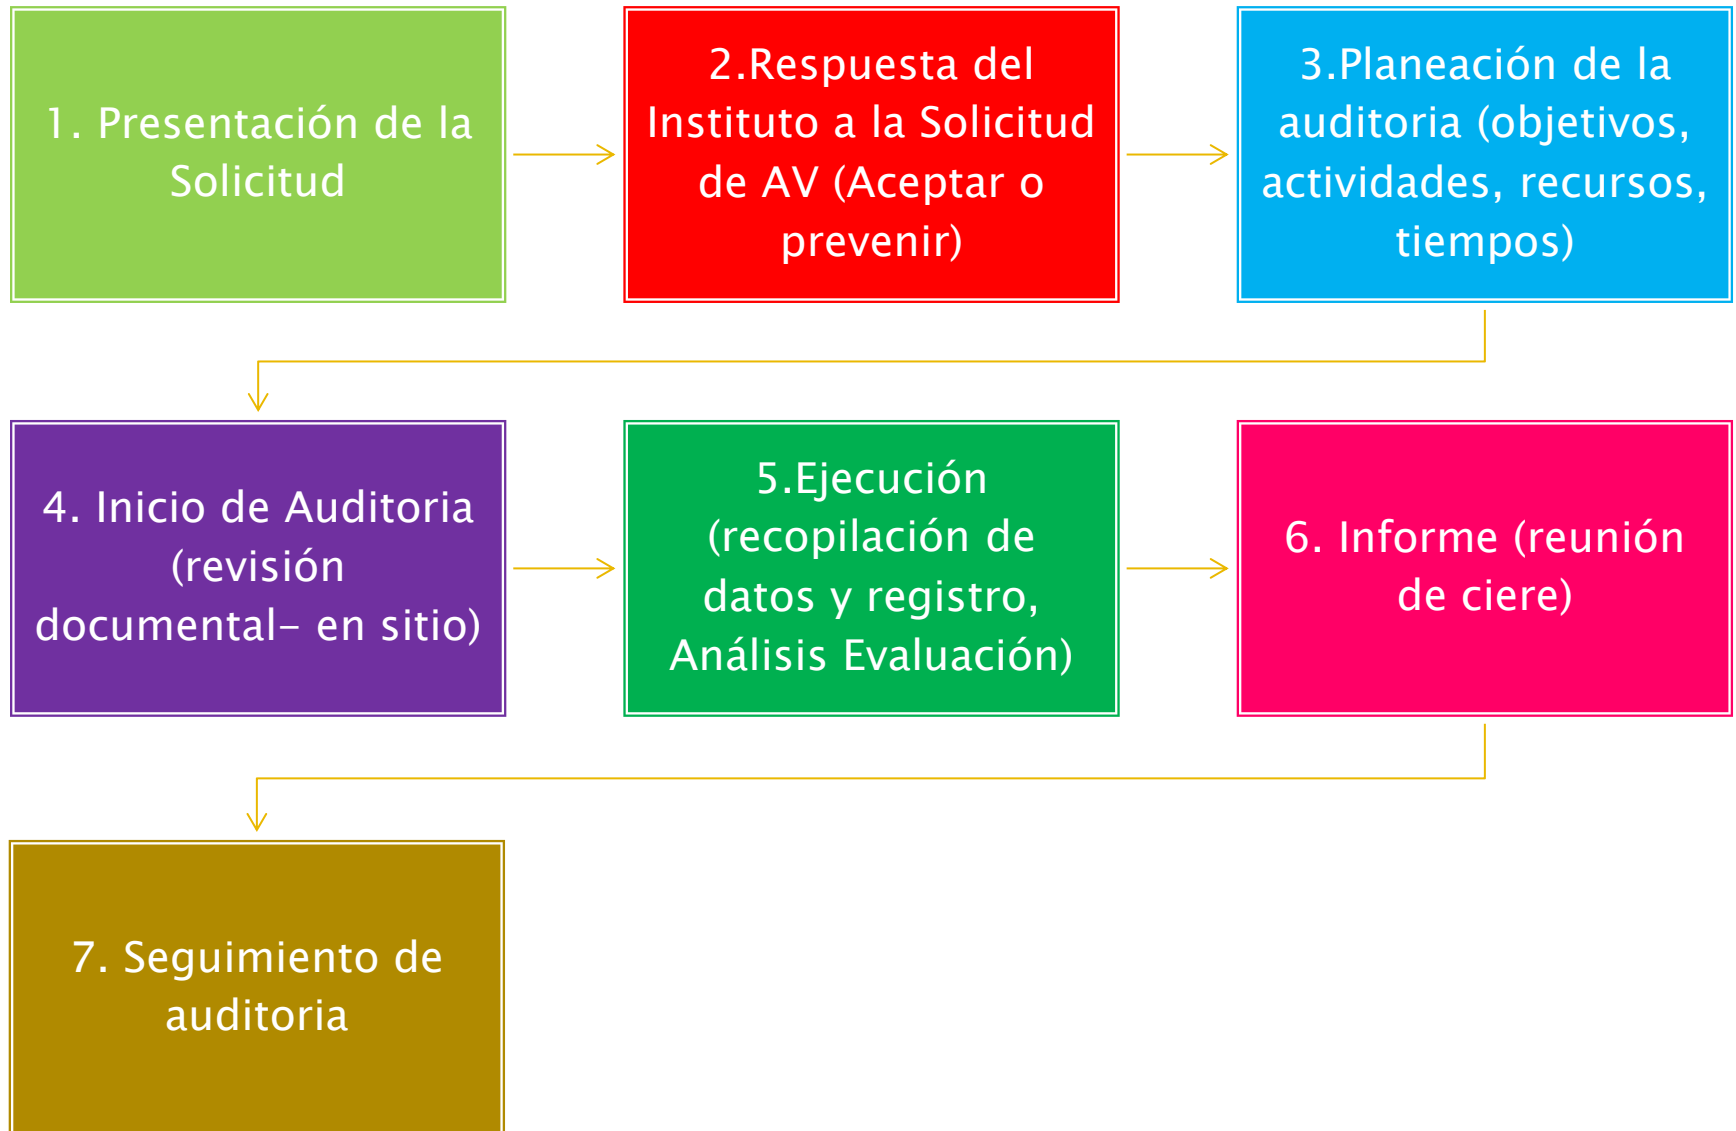 1. Presentación de la
Solicitud
2.Respuesta del
Instituto a la Solicitud
de AV (Aceptar o
prevenir)
3.Planeación de la
auditoria (objetivos,
actividades, recursos,
tiempos)
4. Inicio de Auditoria
(revisión
documental- en sitio)
5.Ejecución
(recopilación de
datos y registro,
Análisis Evaluación)
6. Informe (reunión
de ciere)
7. Seguimiento de
auditoria